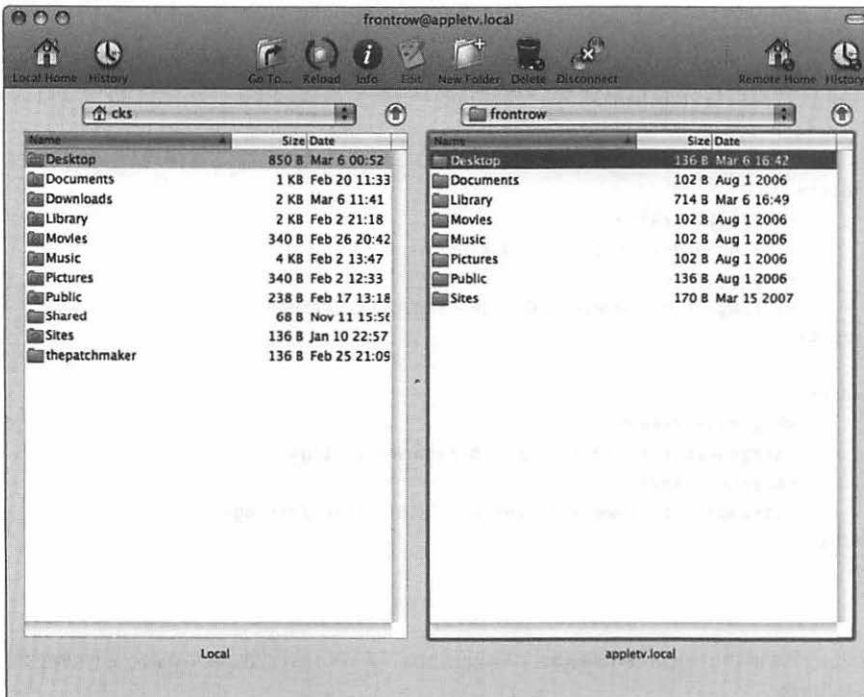 frontrow@appletv.local
Local Home History Go To... Reload Info Edit New Folder Delete Disconnect Remote Home History
cks
frontrow
Name Size Date
Desktop 850 B Mar 6 00:52
Documents 1 KB Feb 20 11:33
Downloads 2 KB Mar 6 11:41
Library 2 KB Feb 2 21:18
Movies 340 B Feb 26 20:42
Music 4 KB Feb 2 13:47
Pictures 340 B Feb 2 12:33
Public 238 B Feb 17 13:18
Shared 68 B Nov 11 15:56
Sites 136 B Jan 10 22:57
thepatchmaker 136 B Feb 25 21:09
Name Size Date
Desktop 136 B Mar 6 16:42
Documents 102 B Aug 1 2006
Library 714 B Mar 6 16:49
Movies 102 B Aug 1 2006
Music 102 B Aug 1 2006
Pictures 102 B Aug 1 2006
Public 136 B Aug 1 2006
Sites 170 B Mar 15 2007
Local
appletv.local